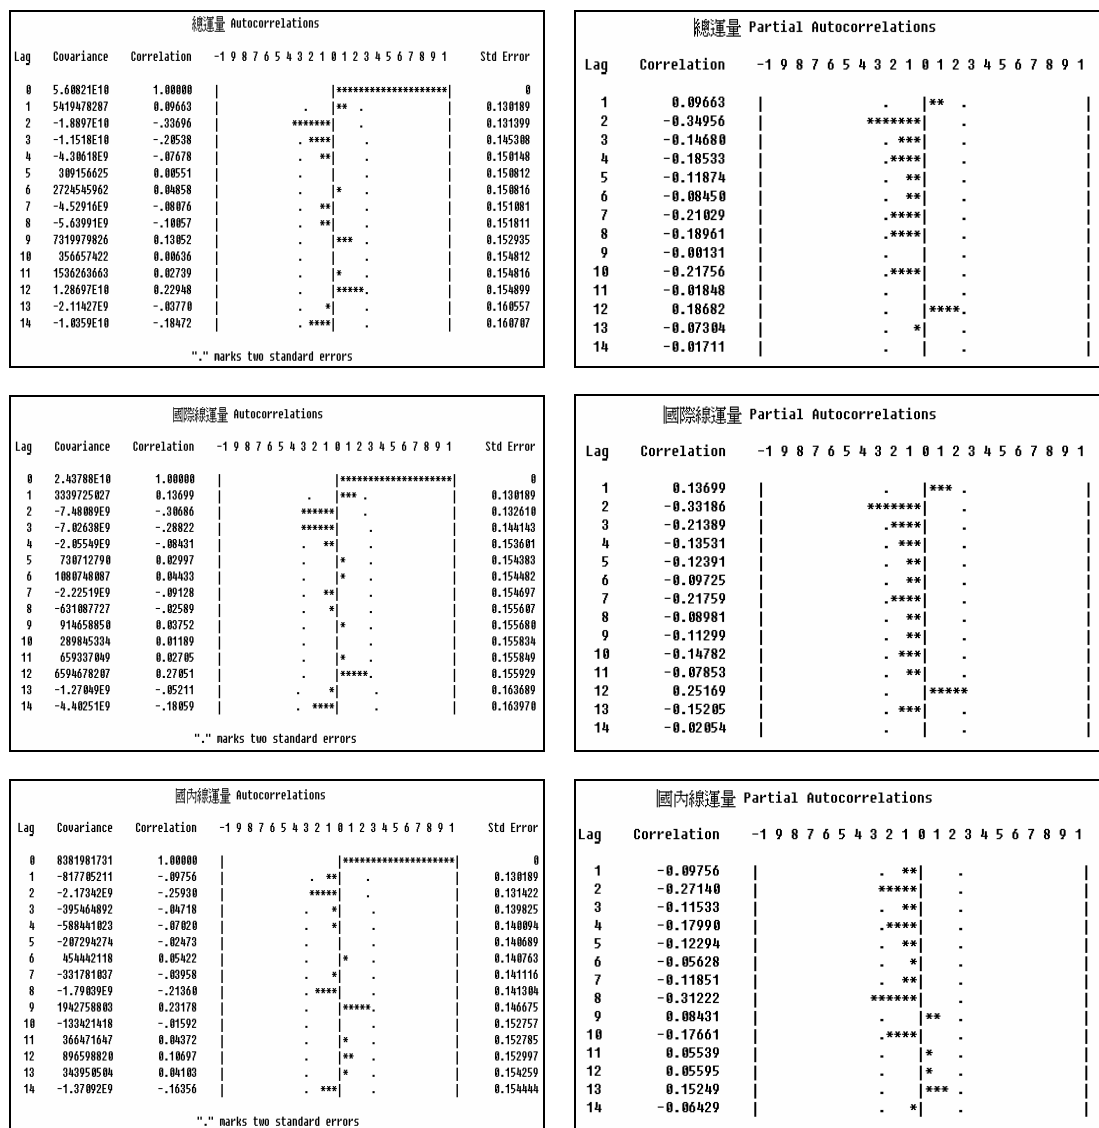 總運量 Autocorrelations
Lag Covariance Correlation -1 9 8 7 6 5 4 3 2 1 0 1 2 3 4 5 6 7 8 9 1 Std Error
0 5.60821E10 1.00000 | |********************| 0
1 5419478287 0.09663 | . |** . | 0.130189
2 -1.8897E10 -.33696 | *******| . | 0.131399
3 -1.1518E10 -.20538 | . ****| . | 0.145308
4 -4.30618E9 -.07678 | . **| . | 0.150148
5 309156625 0.00551 | . | . | 0.150812
6 2724545962 0.04858 | . |* . | 0.150816
7 -4.52916E9 -.08076 | . **| . | 0.151081
8 -5.63991E9 -.10057 | . **| . | 0.151811
9 7319979826 0.13052 | . |*** . | 0.152935
10 356657422 0.00636 | . | . | 0.154812
11 1536263663 0.02739 | . |* . | 0.154816
12 1.28697E10 0.22948 | . |*****. | 0.154899
13 -2.11427E9 -.03770 | . *| . | 0.160557
14 -1.0359E10 -.18472 | . ****| . | 0.160707
"." marks two standard errors
總運量 Partial Autocorrelations
Lag Correlation -1 9 8 7 6 5 4 3 2 1 0 1 2 3 4 5 6 7 8 9 1
1 0.09663 | . |** . |
2 -0.34956 | *******| . |
3 -0.14680 | . ***| . |
4 -0.18533 | .****| . |
5 -0.11874 | . **| . |
6 -0.08450 | . **| . |
7 -0.21029 | .****| . |
8 -0.18961 | .****| . |
9 -0.00131 | . | . |
10 -0.21756 | .****| . |
11 -0.01848 | . | . |
12 0.18682 | . |****. |
13 -0.07304 | . *| . |
14 -0.01711 | . | . |
國際線運量 Autocorrelations
Lag Covariance Correlation -1 9 8 7 6 5 4 3 2 1 0 1 2 3 4 5 6 7 8 9 1 Std Error
0 2.43788E10 1.00000 | |********************| 0
1 3339725027 0.13699 | . |*** . | 0.130189
2 -7.48089E9 -.30686 | ******| . | 0.132610
3 -7.02638E9 -.28822 | ******| . | 0.144143
4 -2.05549E9 -.08431 | . **| . | 0.153601
5 730712790 0.02997 | . |* . | 0.154383
6 1080748087 0.04433 | . |* . | 0.154482
7 -2.22519E9 -.09128 | . **| . | 0.154697
8 -631087727 -.02589 | . *| . | 0.155607
9 914658850 0.03752 | . |* . | 0.155680
10 289845334 0.01189 | . | . | 0.155834
11 659337049 0.02705 | . |* . | 0.155849
12 6594678207 0.27051 | . |*****. | 0.155929
13 -1.27049E9 -.05211 | . *| . | 0.163689
14 -4.40251E9 -.18059 | . ****| . | 0.163970
"." marks two standard errors
國際線運量 Partial Autocorrelations
Lag Correlation -1 9 8 7 6 5 4 3 2 1 0 1 2 3 4 5 6 7 8 9 1
1 0.13699 | . |*** . |
2 -0.33186 | *******| . |
3 -0.21389 | .****| . |
4 -0.13531 | . ***| . |
5 -0.12391 | . **| . |
6 -0.09725 | . **| . |
7 -0.21759 | .****| . |
8 -0.08981 | . **| . |
9 -0.11299 | . **| . |
10 -0.14782 | . ***| . |
11 -0.07853 | . **| . |
12 0.25169 | . |***** |
13 -0.15205 | . ***| . |
14 -0.02054 | . | . |
國內線運量 Autocorrelations
Lag Covariance Correlation -1 9 8 7 6 5 4 3 2 1 0 1 2 3 4 5 6 7 8 9 1 Std Error
0 8381981731 1.00000 | |********************| 0
1 -817705211 -.09756 | . **| . | 0.130189
2 -2.17342E9 -.25930 | *****| . | 0.131422
3 -395464892 -.04718 | . *| . | 0.139825
4 -588441023 -.07020 | . *| . | 0.140094
5 -207294274 -.02473 | . | . | 0.140689
6 454442118 0.05422 | . |* . | 0.140763
7 -331781037 -.03958 | . *| . | 0.141116
8 -1.79039E9 -.21360 | . ****| . | 0.141304
9 1942758803 0.23178 | . |*****. | 0.146675
10 -133421418 -.01592 | . | . | 0.152757
11 366471647 0.04372 | . |* . | 0.152785
12 896598820 0.10697 | . |** . | 0.152997
13 343950504 0.04103 | . |* . | 0.154259
14 -1.37092E9 -.16356 | . ***| . | 0.154444
"." marks two standard errors
國內線運量 Partial Autocorrelations
Lag Correlation -1 9 8 7 6 5 4 3 2 1 0 1 2 3 4 5 6 7 8 9 1
1 -0.09756 | . **| . |
2 -0.27140 | *****| . |
3 -0.11533 | . **| . |
4 -0.17990 | .****| . |
5 -0.12294 | . **| . |
6 -0.05628 | . *| . |
7 -0.11851 | . **| . |
8 -0.31222 | ******| . |
9 0.08431 | . |** . |
10 -0.17661 | .****| . |
11 0.05539 | . |* . |
12 0.05595 | . |* . |
13 0.15249 | . |*** . |
14 -0.06429 | . *| . |